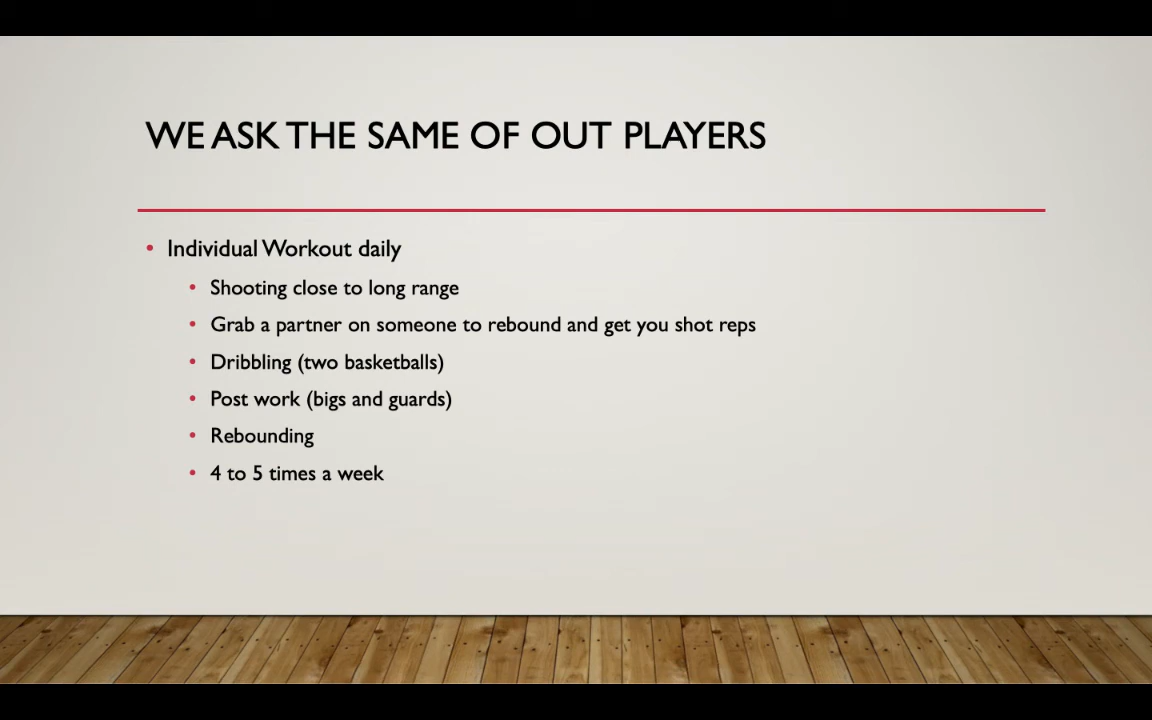 WE ASK THE SAME OF OUT PLAYERS
Individual Workout daily
Shooting close to long range
Grab a partner on someone to rebound and get you shot reps
Dribbling (two basketballs)
Post work (bigs and guards)
Rebounding
4 to 5 times a week